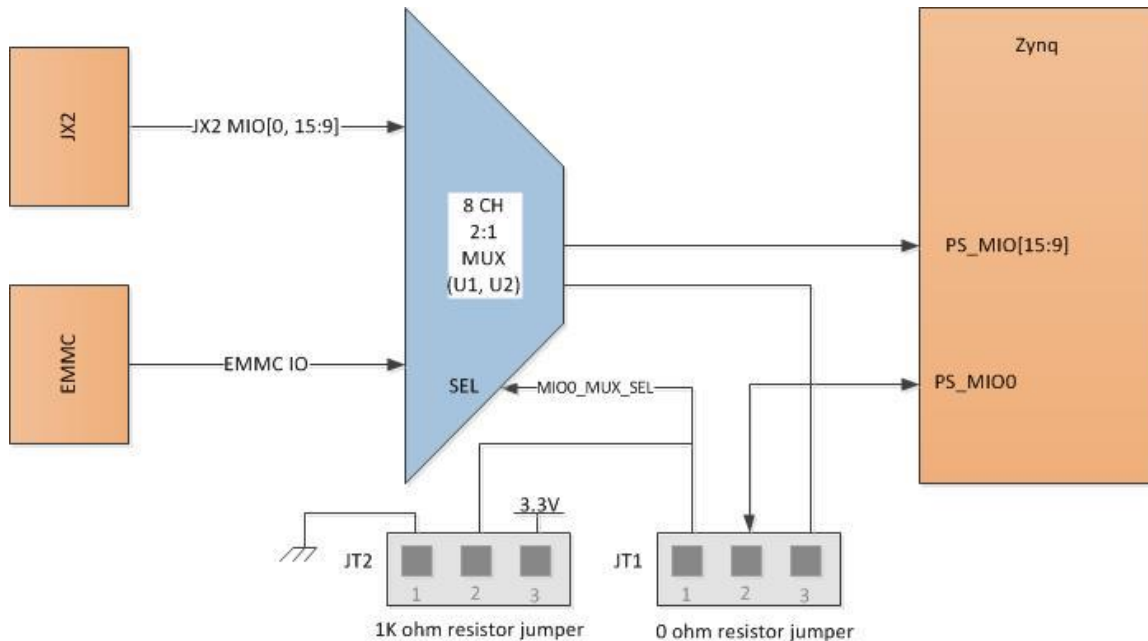 Zynq
JX2
JX2 MIO[0, 15:9]
8 CH
2:1
MUX
(U1, U2)
PS_MIO[15:9]
EMMC
EMMC IO
SEL
MIO0_MUX_SEL
PS_MIO0
3.3V
JT2
1
2
3
JT1
1
2
3
1K ohm resistor jumper
0 ohm resistor jumper